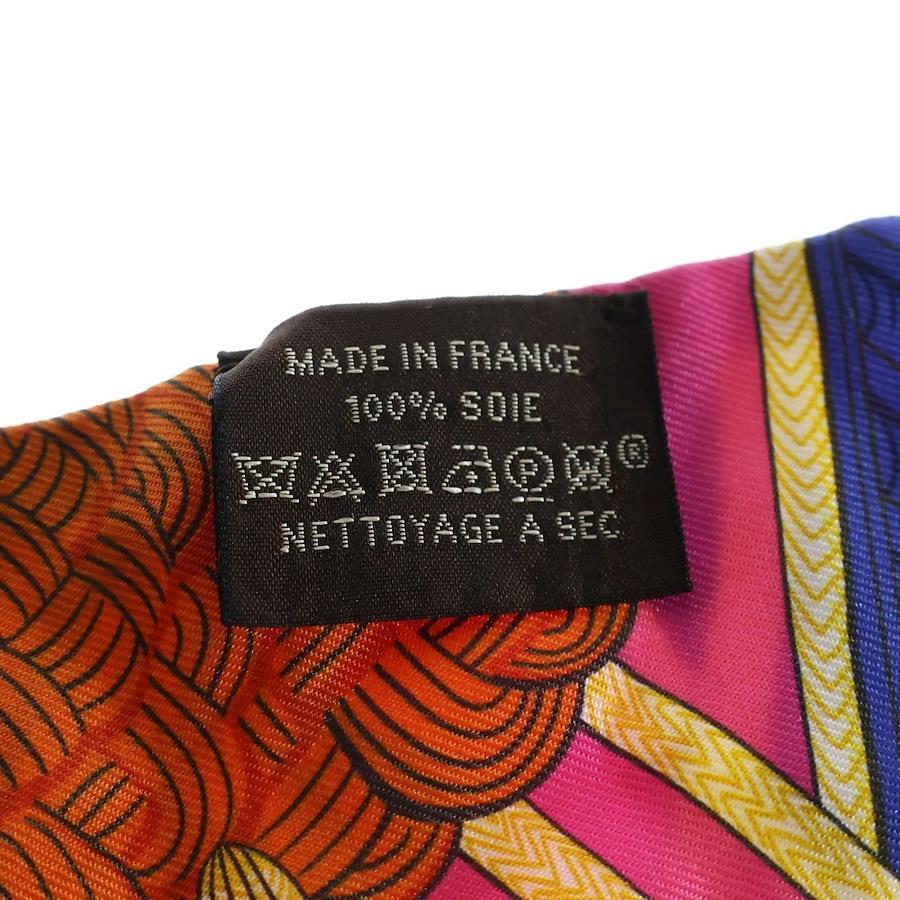 MADE IN FRANCE
100% SOIE
P ®
NETTOYAGE A SEC